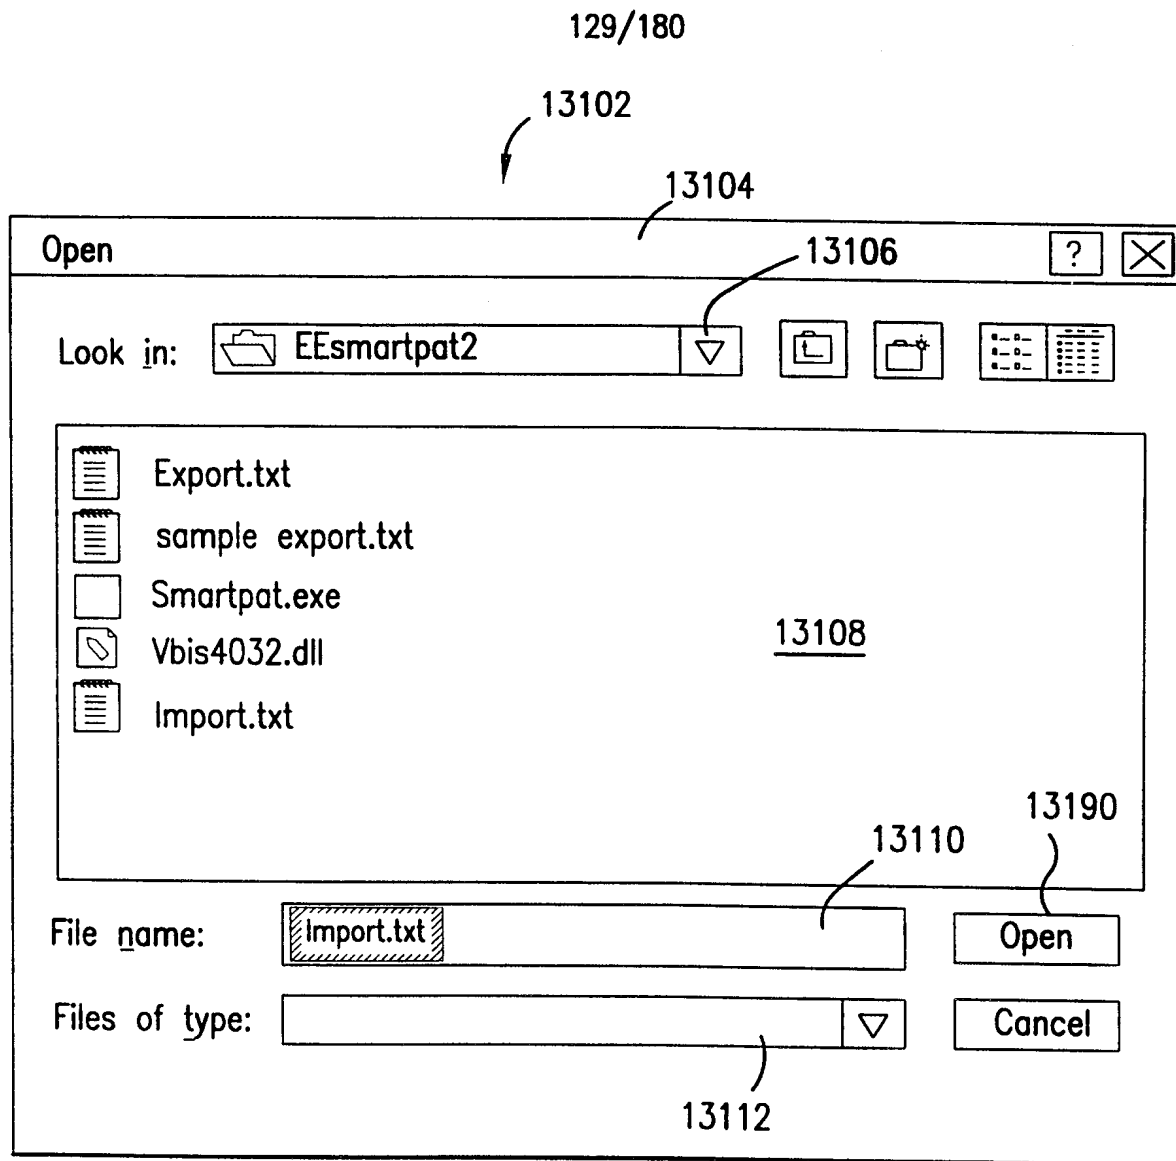 129/180
13102
13104
Open
13106
?
Look in:
EEsmartpat2
Export.txt
sample export.txt
Smartpat.exe
13108
Vbis4032.dll
Import.txt
13190
13110
File name:
Import.txt
Open
Files of type:
Cancel
13112